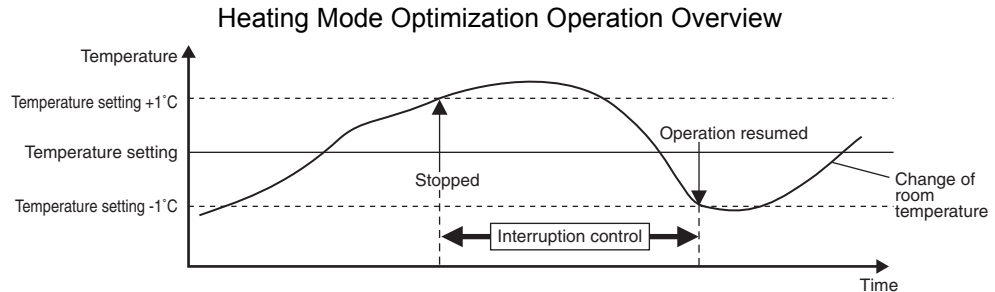 Heating Mode Optimization Operation Overview
Temperature
Temperature setting +1˚C
Temperature setting
Temperature setting -1˚C
Stopped
Operation resumed
Interruption control
Change of
room
temperature
Time